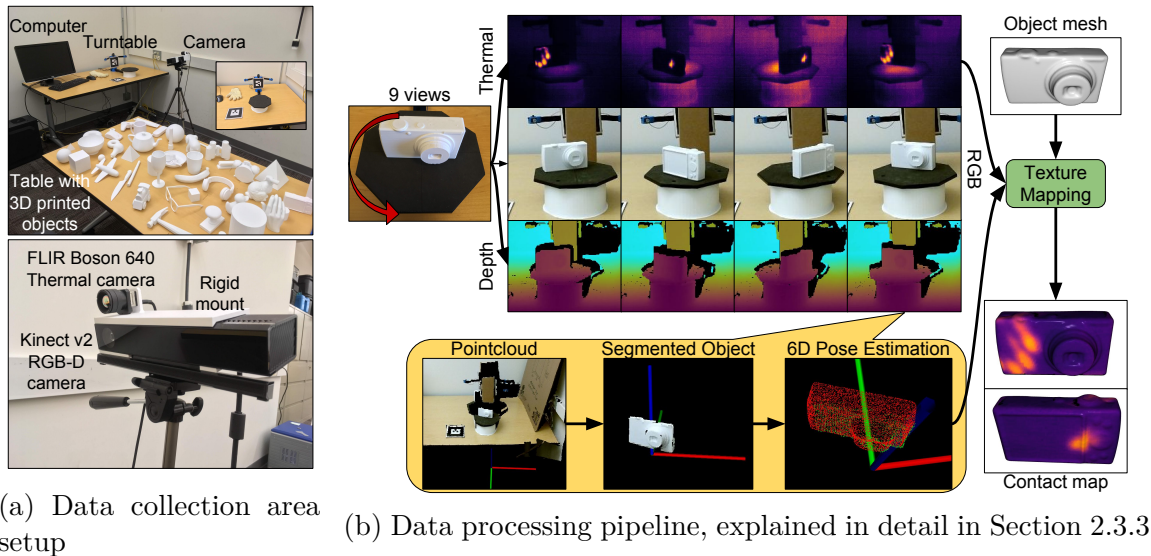 Computer
Turntable
Camera
Table with
3D printed
objects
FLIR Boson 640
Thermal camera
Rigid
mount
Kinect v2
RGB-D
camera
(a) Data collection area
setup
9 views
Thermal
RGB
Depth
Object mesh
Texture
Mapping
Pointcloud
Segmented Object
6D Pose Estimation
Contact map
(b) Data processing pipeline, explained in detail in Section 2.3.3